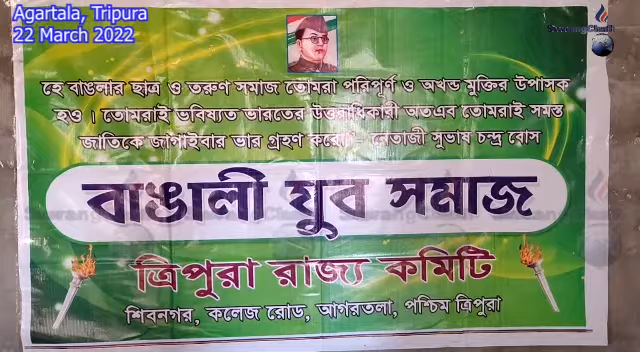 Agartala, Tripura
22 March 2022
হে বাঙলার ছাত্র ও তরুণ সমাজ তোমরা পরিপূর্ণ ও অখন্ড মুক্তির উপাসক
হও । তোমরাই ভবিষ্যত ভারতের উত্তরাধিকারী অতএব তোমরাই সমস্ত
জাতিকে জাগাইবার ভার গ্রহণ করো। - নেতাজী সুভাষ চন্দ্র বোস
বাঙালী যুব সমাজ
ত্রিপুরা রাজ্য কমিটি
শিবনগর, কলেজ রোড, আগরতলা, পশ্চিম ত্রিপুরা